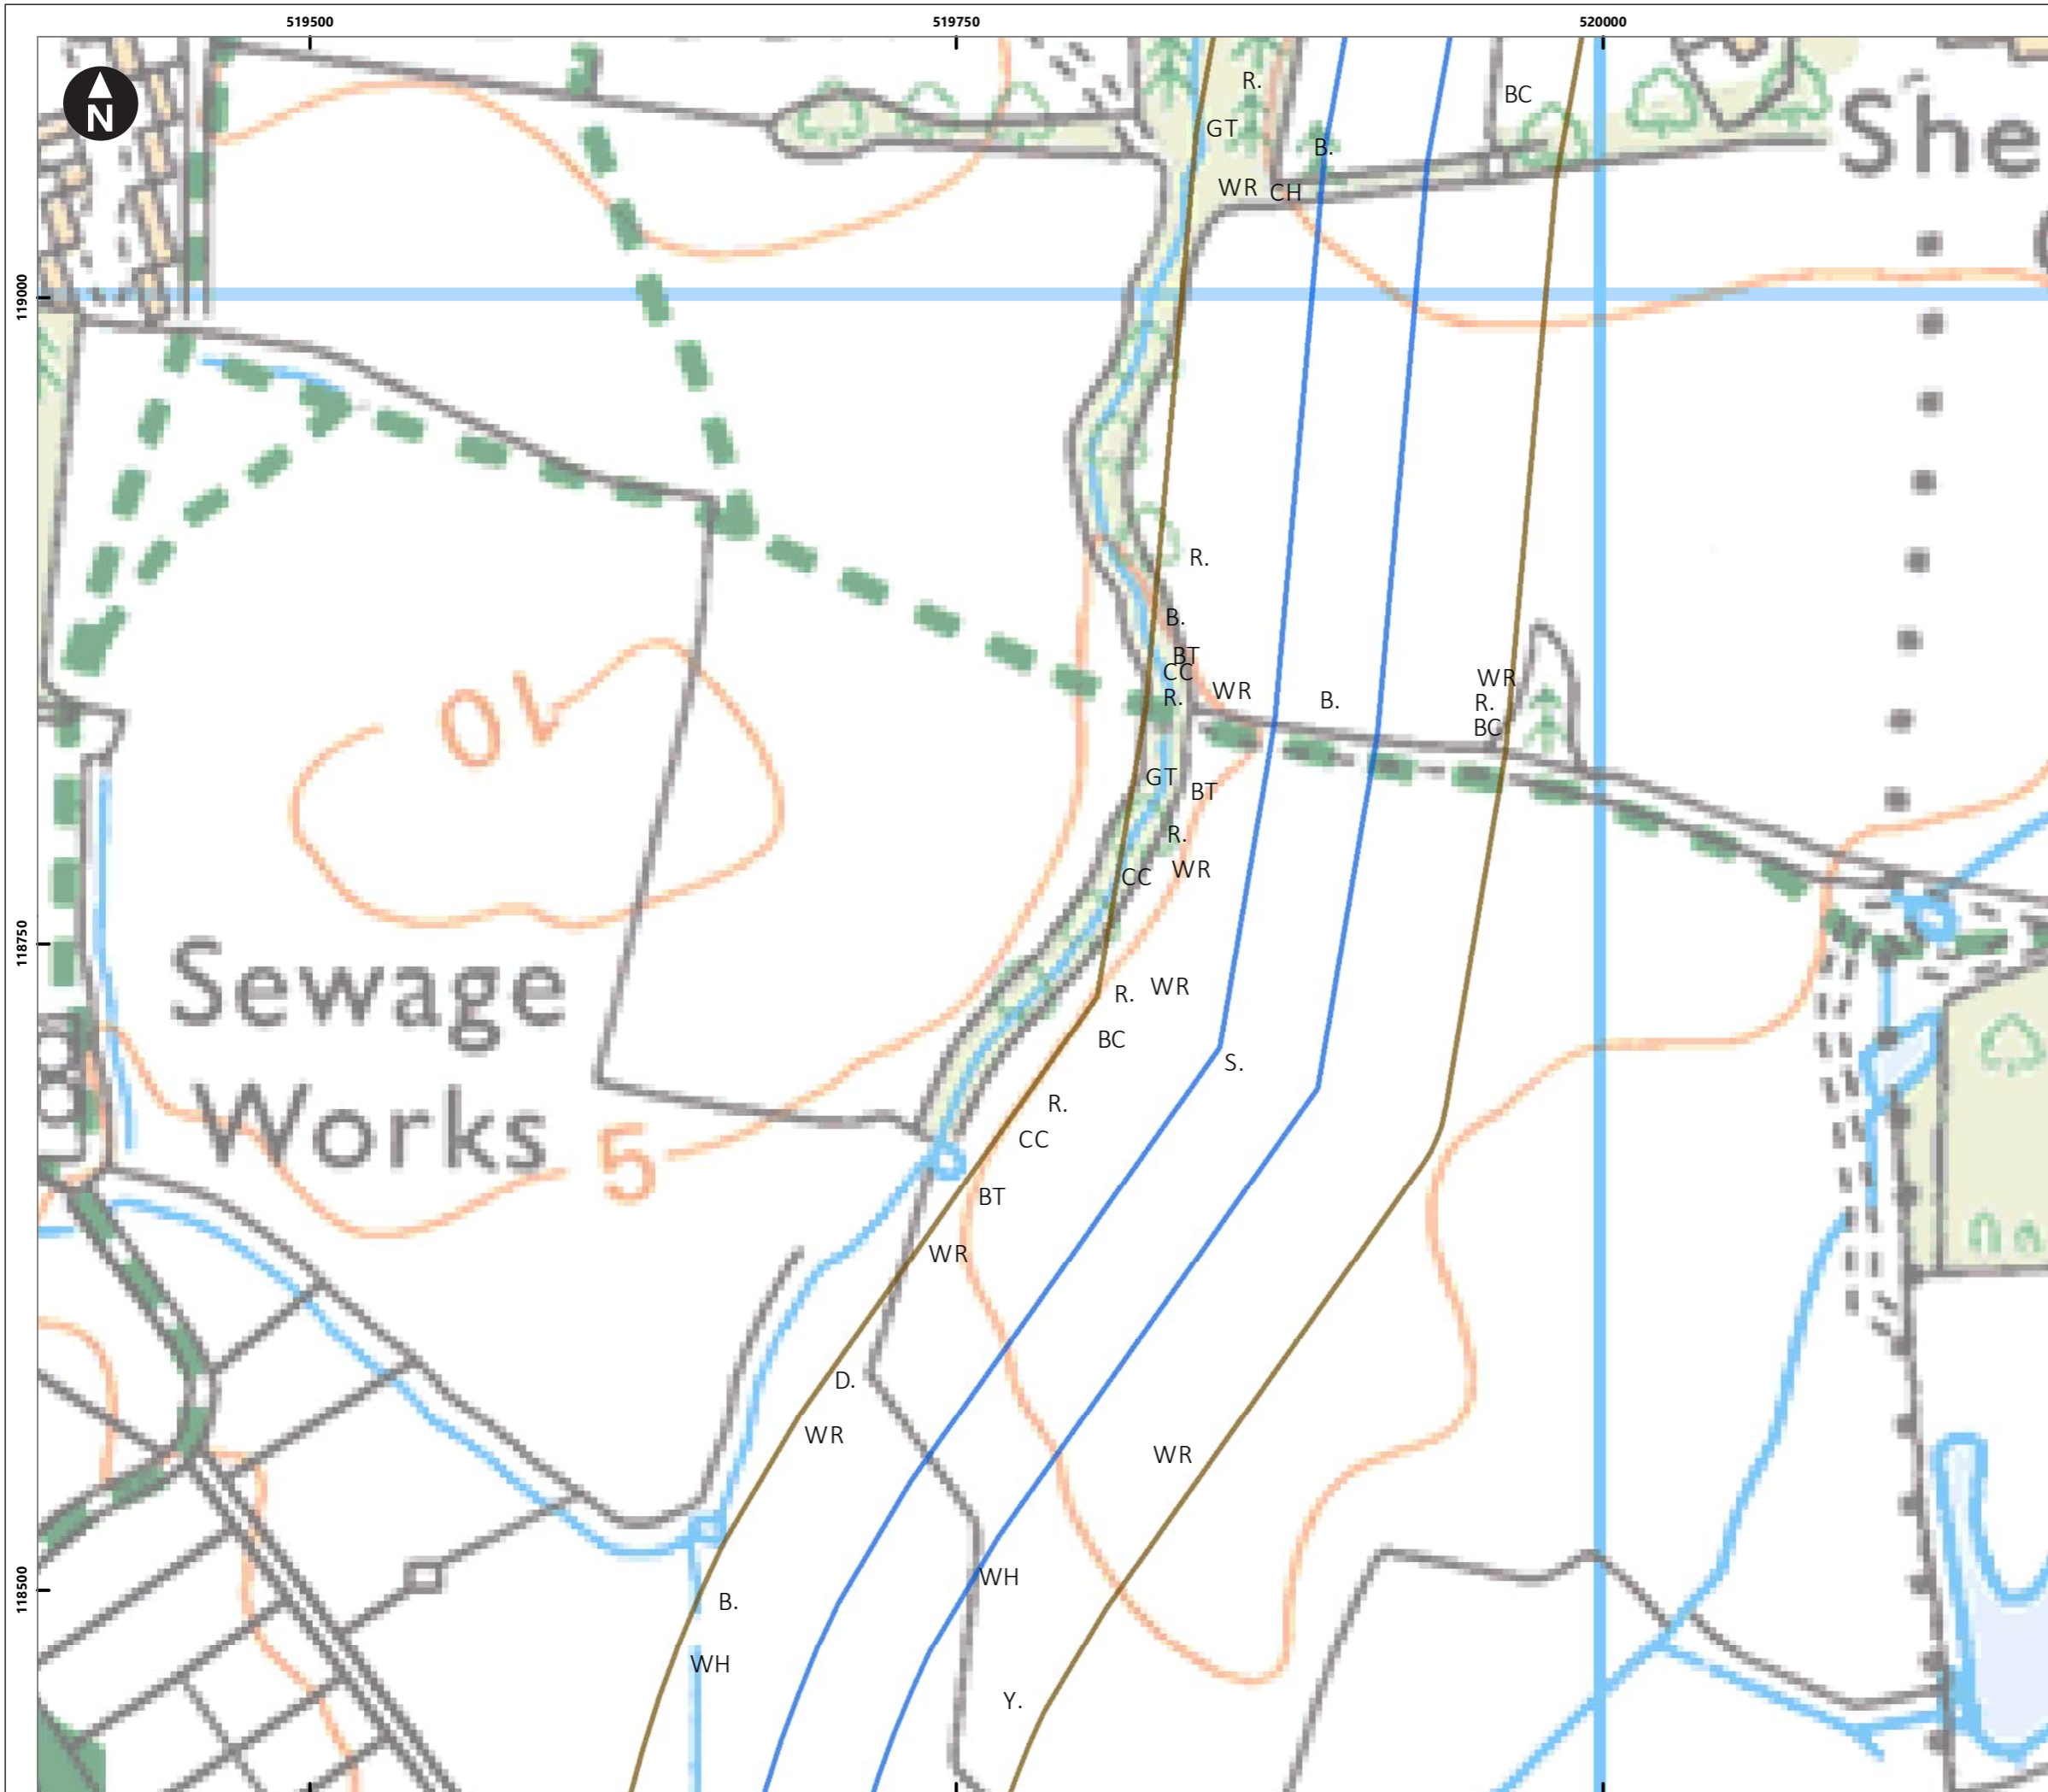 519500
519750
520000
N
R.
BC
GT
B.
She
WR
CH
119000
R.
B.
BT
CC
R.
WR
B.
WR
R.
BC
10
GT
BT
R.
WR
CC
118750
Sewage
Works
R.
WR
BC
S.
R.
CC
5
BT
WR
D.
WR
WR
118500
WH
B.
WH
Y.